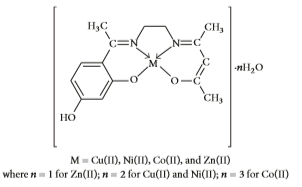 H₃C
CH₃
C=N
N=C
M
CH
O
O—C
CH₃
HO
·nH₂O
M = Cu(II), Ni(II), Co(II), and Zn(II)
where n = 1 for Zn(II); n = 2 for Cu(II) and Ni(II); n = 3 for Co(II)